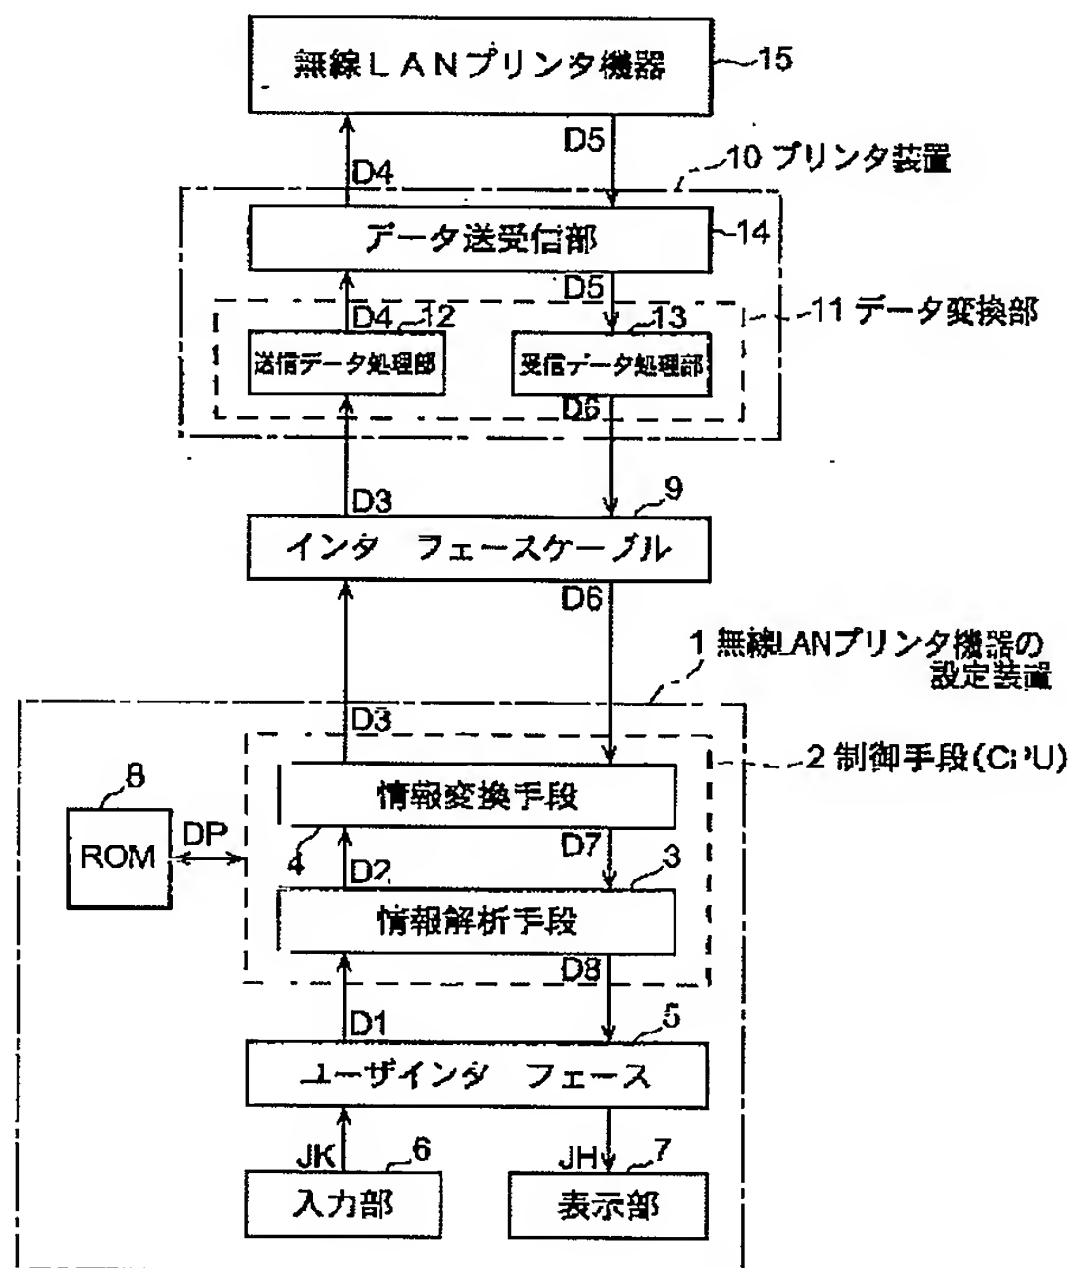 無線LANプリンタ機器
15
D5
10 プリンタ装置
D4
データ送受信部
14
D5
D4
12
13
11 データ変換部
送信データ処理部
受信データ処理部
D6
D3
9
インタ フェースケーブル
D6
1 無線LANプリンタ機器の
設定装置
D3
2 制御手段(CPU)
8
情報変換手段
ROM
DP
4
D2
D7
3
情報解析手段
D8
D1
5
ユーザインタ フェース
JK
6
JH
7
入力部
表示部